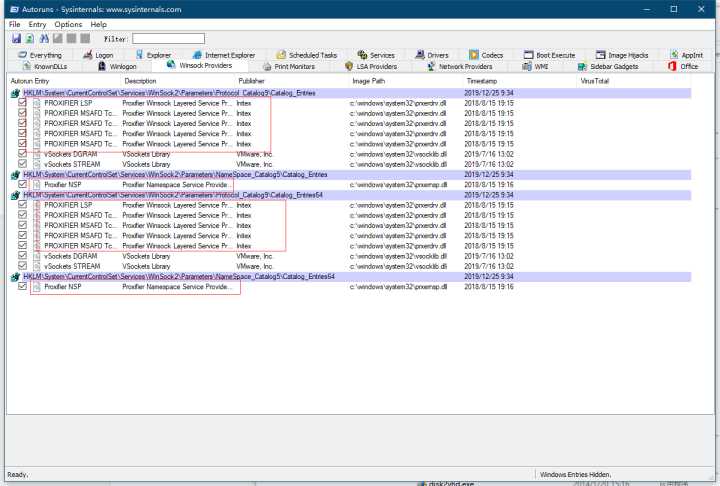 Autoruns - Sysinternals: www.sysinternals.com
File Entry Options Help
Filter:
Everything Logon Explorer Internet Explorer Scheduled Tasks Services Drivers Codecs Boot Execute Image Hijacks AppInit
KnownDLLs Winlogon Winsock Providers Print Monitors LSA Providers Network Providers WMI Sidebar Gadgets Office
Autorun Entry Description Publisher Image Path Timestamp VirusTotal
HKLM\System\CurrentControlSet\Services\WinSock2\Parameters\Protocol_Catalog9\Catalog_Entries 2019/12/25 9:34
PROXIFIER LSP Proxifier Winsock Layered Service Pr... Initex c:\windows\system32\prxerdrv.dll 2018/8/15 19:15
PROXIFIER MSAFD Tc... Proxifier Winsock Layered Service Pr... Initex c:\windows\system32\prxerdrv.dll 2018/8/15 19:15
PROXIFIER MSAFD Tc... Proxifier Winsock Layered Service Pr... Initex c:\windows\system32\prxerdrv.dll 2018/8/15 19:15
PROXIFIER MSAFD Tc... Proxifier Winsock Layered Service Pr... Initex c:\windows\system32\prxerdrv.dll 2018/8/15 19:15
PROXIFIER MSAFD Tc... Proxifier Winsock Layered Service Pr... Initex c:\windows\system32\prxerdrv.dll 2018/8/15 19:15
vSockets DGRAM VSockets Library VMware, Inc. c:\windows\system32\vsocklib.dll 2019/7/16 13:02
vSockets STREAM VSockets Library VMware, Inc. c:\windows\system32\vsocklib.dll 2019/7/16 13:02
HKLM\System\CurrentControlSet\Services\WinSock2\Parameters\NameSpace_Catalog5\Catalog_Entries 2019/12/25 9:34
Proxifier NSP Proxifier Namespace Service Provide... c:\windows\system32\prxernsp.dll 2018/8/15 19:16
HKLM\System\CurrentControlSet\Services\WinSock2\Parameters\Protocol_Catalog9\Catalog_Entries64 2019/12/25 9:34
PROXIFIER LSP Proxifier Winsock Layered Service Pr... Initex c:\windows\system32\prxerdrv.dll 2018/8/15 19:15
PROXIFIER MSAFD Tc... Proxifier Winsock Layered Service Pr... Initex c:\windows\system32\prxerdrv.dll 2018/8/15 19:15
PROXIFIER MSAFD Tc... Proxifier Winsock Layered Service Pr... Initex c:\windows\system32\prxerdrv.dll 2018/8/15 19:15
PROXIFIER MSAFD Tc... Proxifier Winsock Layered Service Pr... Initex c:\windows\system32\prxerdrv.dll 2018/8/15 19:15
PROXIFIER MSAFD Tc... Proxifier Winsock Layered Service Pr... Initex c:\windows\system32\prxerdrv.dll 2018/8/15 19:15
vSockets DGRAM VSockets Library VMware, Inc. c:\windows\system32\vsocklib.dll 2019/7/16 13:02
vSockets STREAM VSockets Library VMware, Inc. c:\windows\system32\vsocklib.dll 2019/7/16 13:02
HKLM\System\CurrentControlSet\Services\WinSock2\Parameters\NameSpace_Catalog5\Catalog_Entries64 2019/12/25 9:34
Proxifier NSP Proxifier Namespace Service Provide... c:\windows\system32\prxernsp.dll 2018/8/15 19:16
Ready. Windows Entries Hidden.
disk2vhd.exe